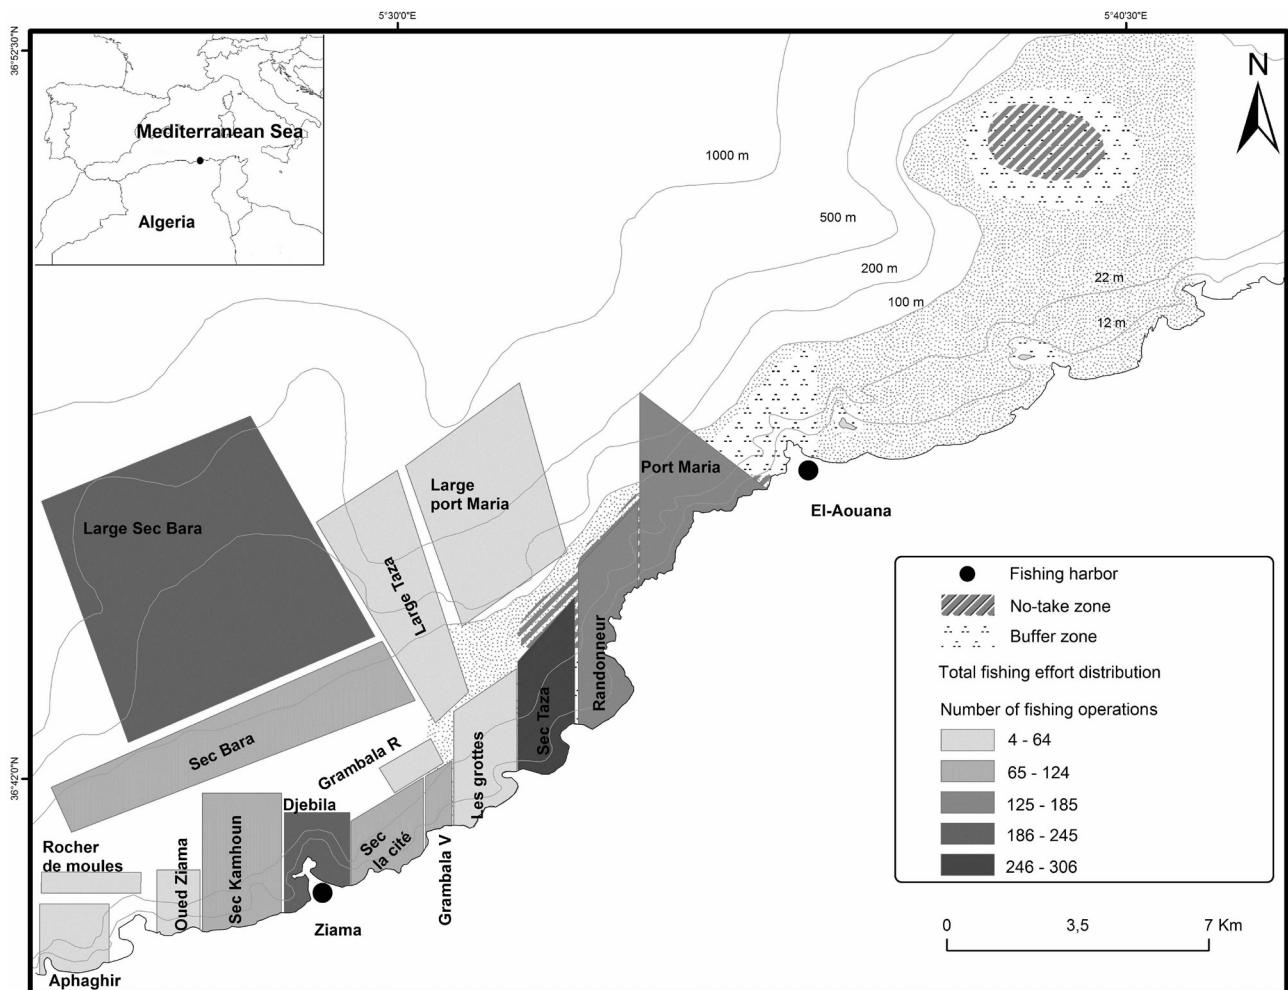 5°30'0"E
5°40'30"E
36°52'30"N
N
Mediterranean Sea
Algeria
1000 m
500 m
200 m
100 m
22 m
12 m
Port Maria
El-Aouana
Large
port Maria
Large Sec Bara
Large Taza
Randonneur
Sec Taza
Sec Bara
Grambala R
Les grottes
36°42'0"N
Djebila
Sec
la cité
Rocher
de moules
Oued Ziama
Sec Kamhoun
Grambala V
Ziama
Aphaghir
Fishing harbor
No-take zone
Buffer zone
Total fishing effort distribution
Number of fishing operations
4 - 64
65 - 124
125 - 185
186 - 245
246 - 306
0 3,5 7 Km